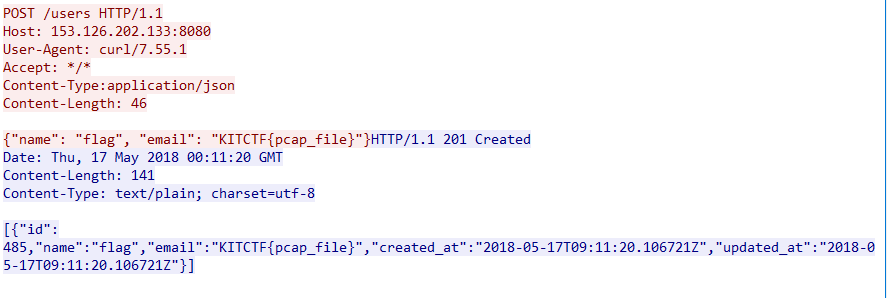 POST /users HTTP/1.1
Host: 153.126.202.133:8080
User-Agent: curl/7.55.1
Accept: */*
Content-Type:application/json
Content-Length: 46

{"name": "flag", "email": "KITCTF{pcap_file}"}HTTP/1.1 201 Created
Date: Thu, 17 May 2018 00:11:20 GMT
Content-Length: 141
Content-Type: text/plain; charset=utf-8

[{"id":
485,"name":"flag","email":"KITCTF{pcap_file}","created_at":"2018-05-17T09:11:20.106721Z","updated_at":"2018-0
5-17T09:11:20.106721Z"}]